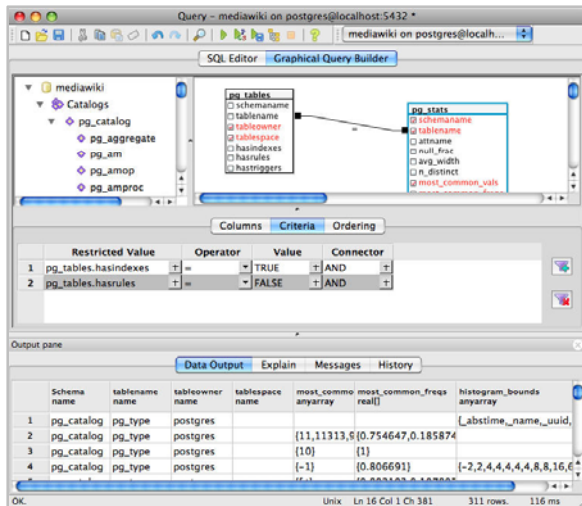 Query - mediawiki on postgres@localhost:5432 *
mediawiki on postgres@localh...
SQL Editor Graphical Query Builder
mediawiki
Catalogs
pg_catalog
pg_aggregate
pg_am
pg_amop
pg_amproc
pg_tables
schemaname
tablename
tableowner
tablespace
hasindexes
hasrules
hastriggers
=
pg_stats
schemaname
tablename
attname
null_frac
avg_width
n_distinct
most_common_vals
most_common_freqs
Columns Criteria Ordering
Restricted Value Operator Value Connector
1 pg_tables.hasindexes = TRUE AND
2 pg_tables.hasrules = FALSE AND
Output pane
Data Output Explain Messages History
Schema name tablename name tableowner name tablespace name most_commo anyarray most_common_freqs real[] histogram_bounds anyarray
1 pg_catalog pg_type postgres {_abstime,_name,_uuid,
2 pg_catalog pg_type postgres {11,11313,9 {0.754647,0.185874
3 pg_catalog pg_type postgres {10} {1}
4 pg_catalog pg_type postgres {-1} {0.806691} {-2,2,4,4,4,4,4,8,8,16,6
OK. Unix Ln 16 Col 1 Ch 381 311 rows. 116 ms